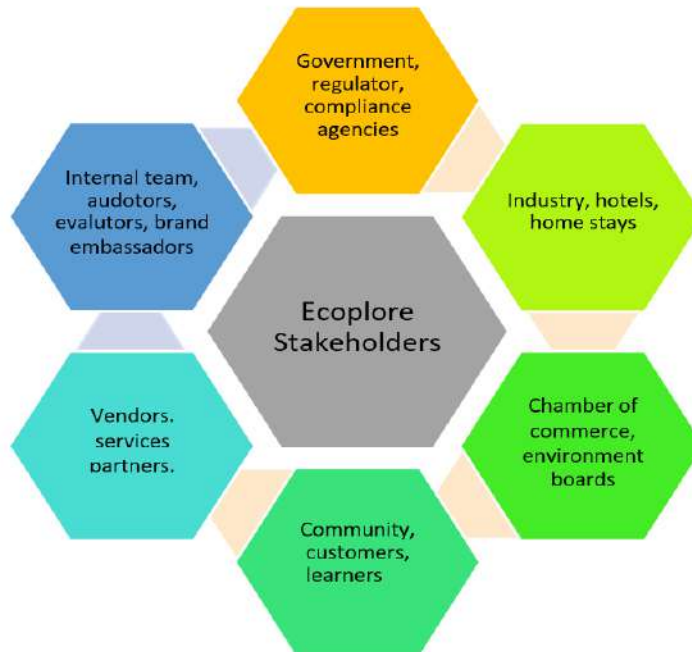 Government,
regulator,
compliance
agencies
Industry, hotels,
home stays
Chamber of
commerce,
environment
boards
Community,
customers,
learners
Vendors.
services
partners.
Internal team,
audotors,
evalutors, brand
embassadors
Ecoplore
Stakeholders